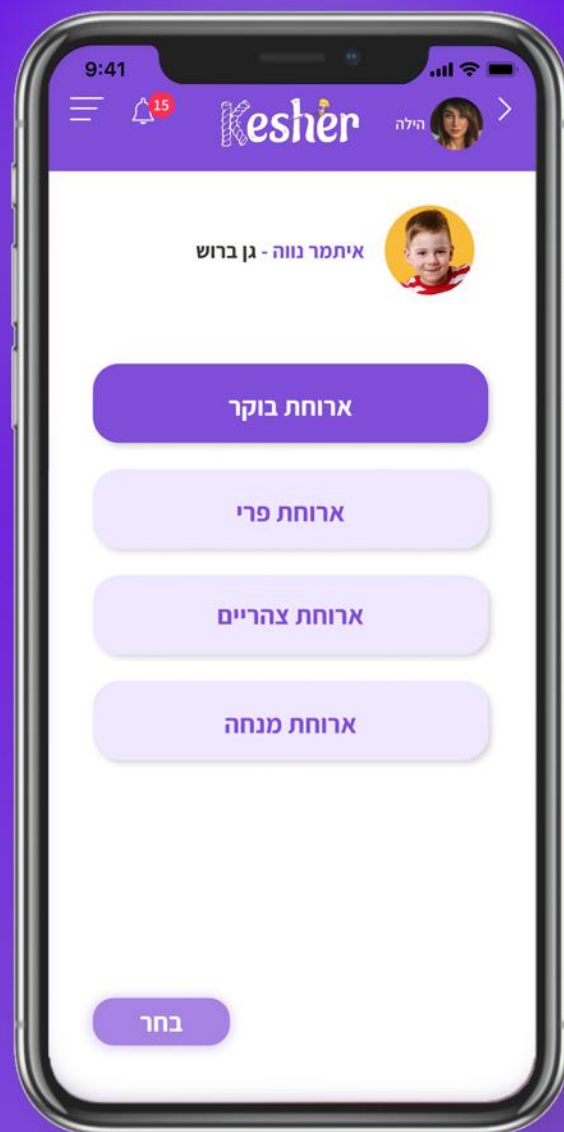 9:41
15
Kesher
הילה
איתמר נווה - גן ברוש
ארוחת בוקר
ארוחת פרי
ארוחת צהריים
ארוחת מנחה
בחר